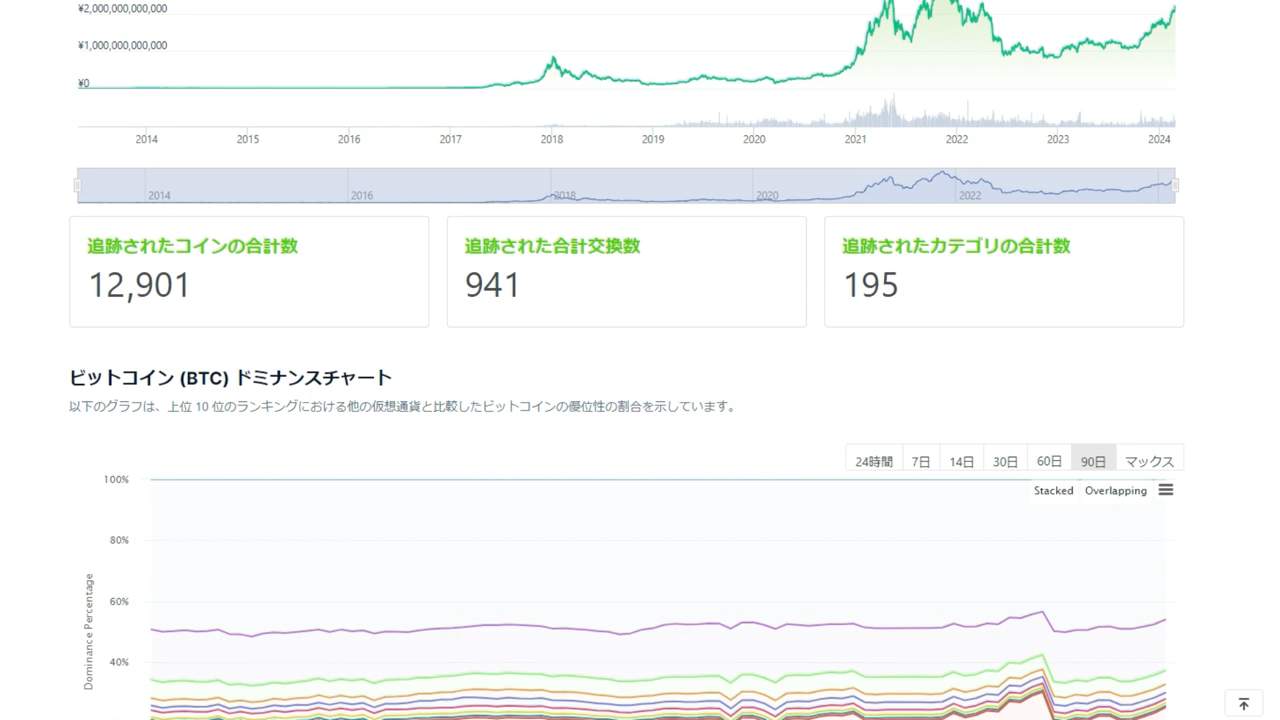 ¥2,000,000,000,000
¥1,000,000,000,000
¥0
2014 2015 2016 2017 2018 2019 2020 2021 2022 2023 2024
2014 2016 2018 2020 2022
追跡されたコインの合計数
12,901
追跡された合計交換数
941
追跡されたカテゴリの合計数
195
ビットコイン (BTC) ドミナンスチャート
以下のグラフは、上位 10 位のランキングにおける他の仮想通貨と比較したビットコインの優位性の割合を示しています。
24時間 7日 14日 30日 60日 90日 マックス
Stacked Overlapping
100%
80%
60%
40%
Dominance Percentage